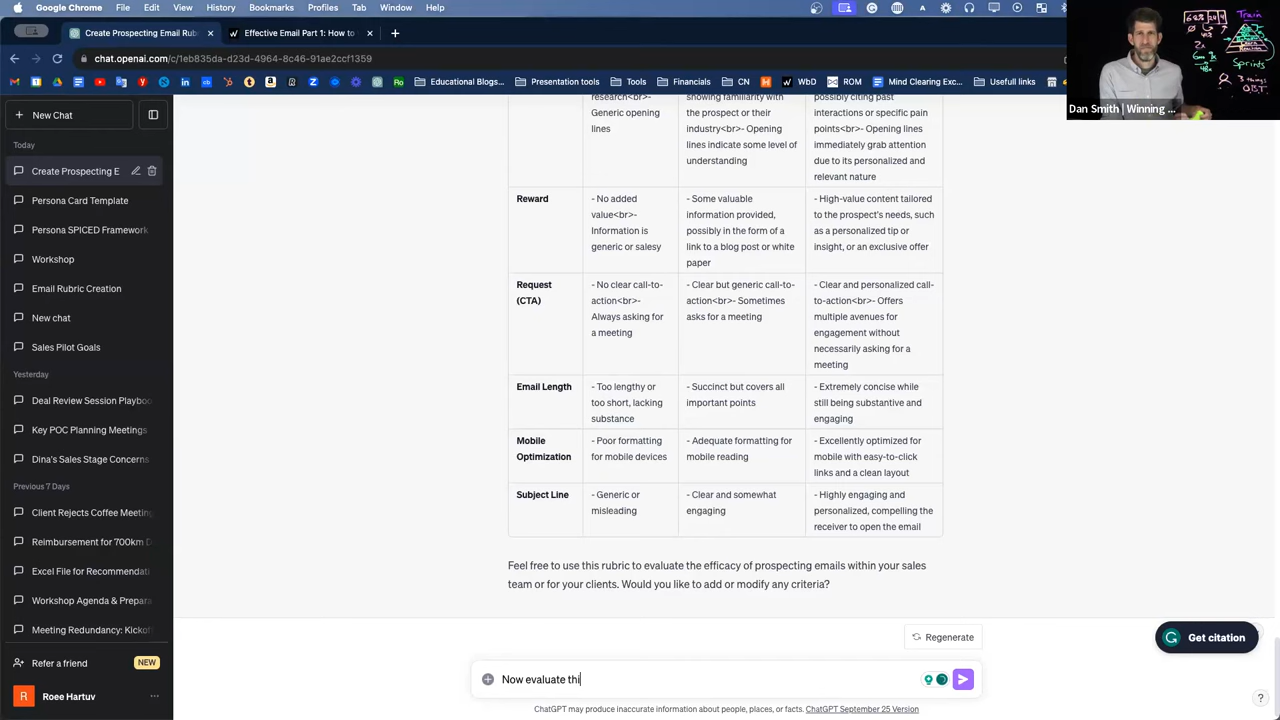 Chrome File Edit View History Bookmarks Profiles Tab Window Help
Create Prospecting Email Rub
Effective Email Part 1: How to
chat.openai.com/c/1eb835da-d23d-4964-8c46-91ae2ccf1359
Educational Blogs...
Presentation tools
Tools
Financials
CN
WbD
ROM
Mind Clearing Exc...
Useful links
Train
Sprints
3 things
Dan Smith | Winning ...
New Chat
Today
Create Prospecting E
Persona Card Template
Persona SPICED Framework
Workshop
Email Rubric Creation
New chat
Sales Pilot Goals
Yesterday
Deal Review Session Playboo
Key POC Planning Meetings
Dina's Sales Stage Concerns
Previous 7 Days
Client Rejects Coffee Meeting
Reimbursement for 700km D
Excel File for Recommendati
Workshop Agenda & Prepara
Meeting Redundancy: Kickof
Refer a friend
NEW
R
Roee Hartuv
research<br>-
Generic opening
lines
showing familiarity with
the prospect or their
industry<br>- Opening
lines indicate some level of
understanding
possibly citing past
interactions or specific pain
points<br>- Opening lines
immediately grab attention
due to its personalized and
relevant nature
Reward
- No added
value<br>-
Information is
generic or salesy
- Some valuable
information provided,
possibly in the form of a
link to a blog post or white
paper
- High-value content tailored
to the prospect's needs, such
as a personalized tip or
insight, or an exclusive offer
Request
(CTA)
- No clear call-to-
action<br>-
Always asking for
a meeting
- Clear but generic call-to-
action<br>- Sometimes
asks for a meeting
- Clear and personalized call-
to-action<br>- Offers
multiple avenues for
engagement without
necessarily asking for a
meeting
Email Length
- Too lengthy or
too short, lacking
substance
- Succinct but covers all
important points
- Extremely concise while
still being substantive and
engaging
Mobile
Optimization
- Poor formatting
for mobile devices
- Adequate formatting for
mobile reading
- Excellently optimized for
mobile with easy-to-click
links and a clean layout
Subject Line
- Generic or
misleading
- Clear and somewhat
engaging
- Highly engaging and
personalized, compelling the
receiver to open the email
Feel free to use this rubric to evaluate the efficacy of prospecting emails within your sales
team or for your clients. Would you like to add or modify any criteria?
Regenerate
Get citation
Now evaluate thi
ChatGPT may produce inaccurate information about people, places, or facts. ChatGPT September 25 Version
?